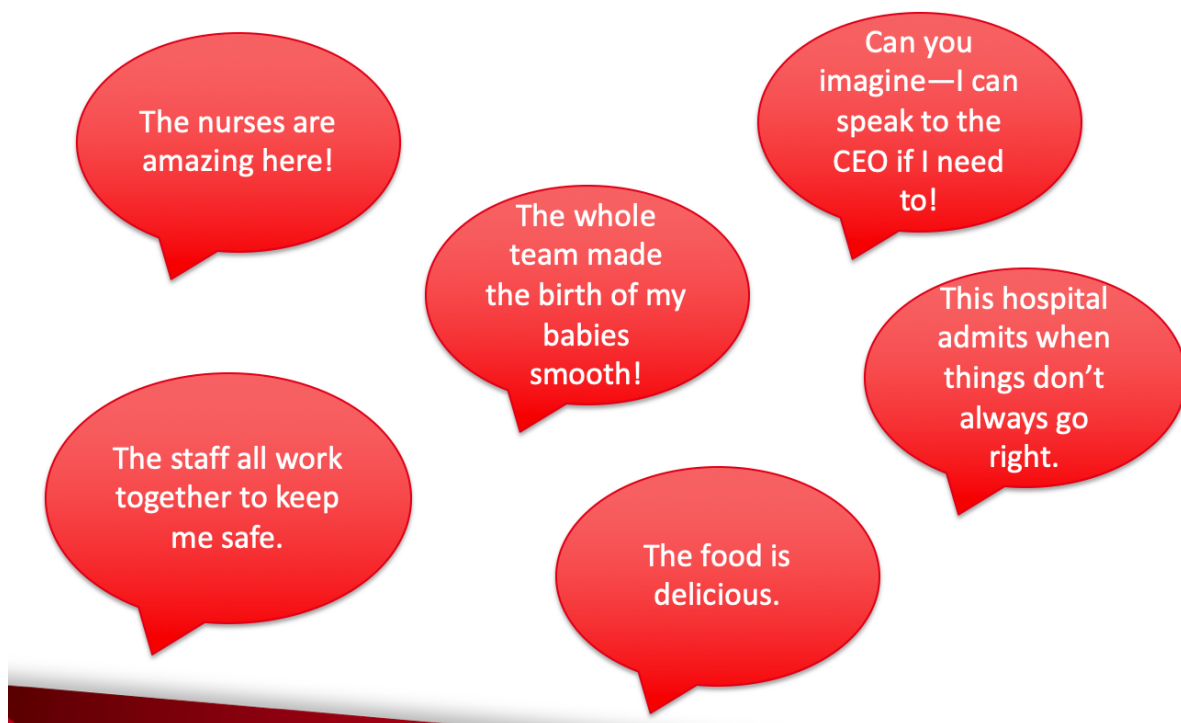 The nurses are
amazing here!
Can you
imagine—I can
speak to the
CEO if I need
to!
The whole
team made
the birth of my
babies
smooth!
This hospital
admits when
things don’t
always go
right.
The staff all work
together to keep
me safe.
The food is
delicious.